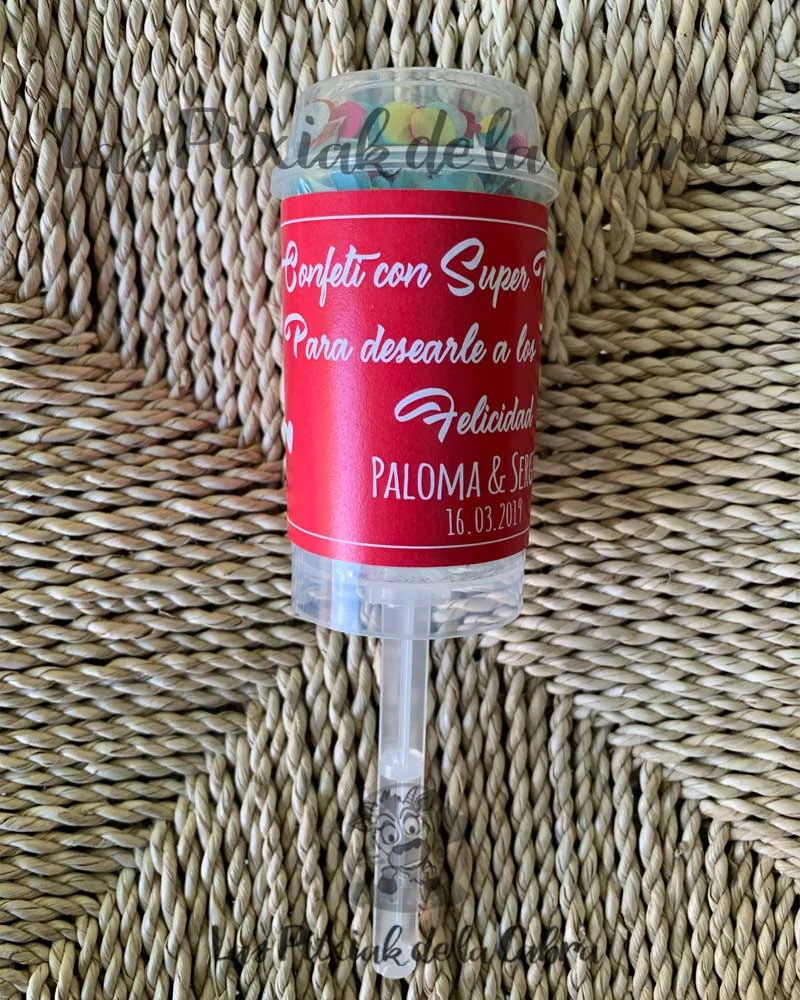 Las Pitxiak de la Cabra
Confeti con Super
Para desearle a los
Felicidad
PALOMA & SERG
16.03.2019
Las Pitxiak de la Cabra